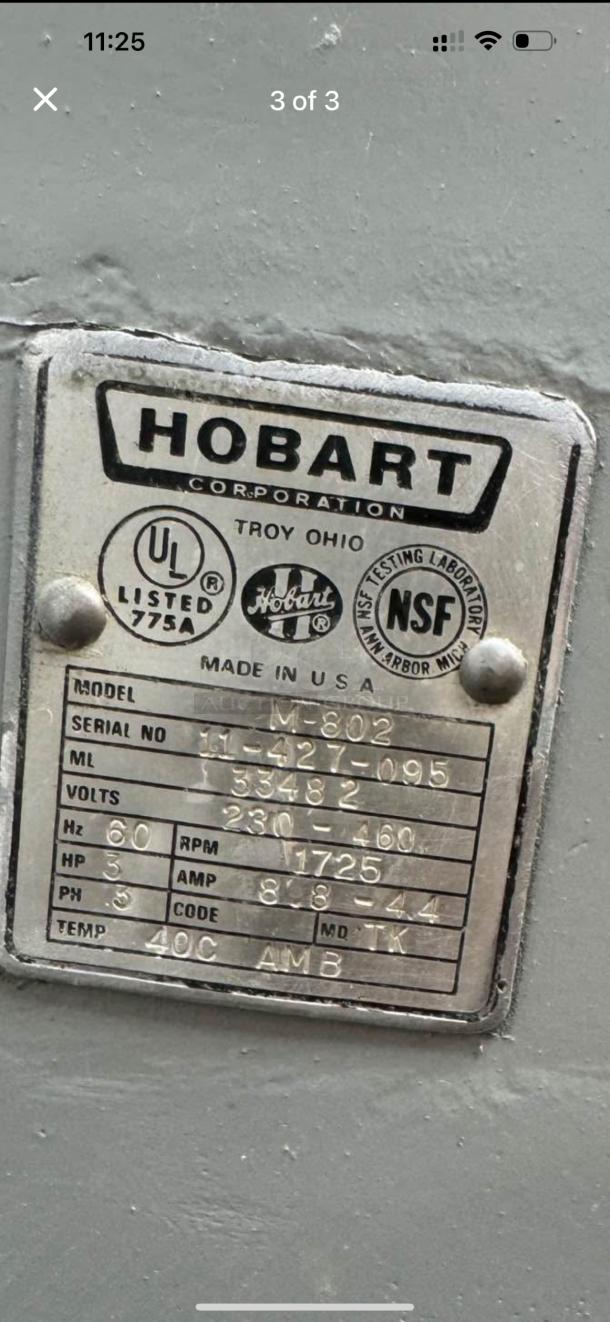 11:25
3 of 3
HOBART
CORPORATION
TROY OHIO
UL ®
LISTED
775A
Hobart ®
NSF TESTING LABORATORY
NSF
ANN ARBOR MICH
MADE IN U S A
MODEL M-802
SERIAL NO 11-427-095
ML 33482
VOLTS 230 - 460
Hz 60 RPM 1725
HP 3 AMP 8.8 - 4.4
PH 3 CODE MD TK
TEMP 40C AMB